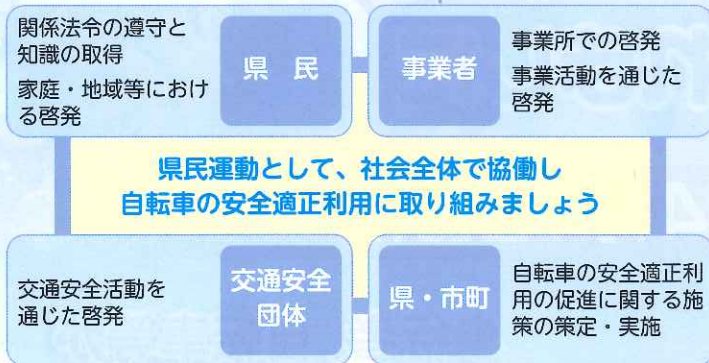 関係法令の遵守と
知識の取得
家庭・地域等におけ
る啓発
県 民
事業者
事業所での啓発
事業活動を通じた
啓発
県民運動として、社会全体で協働し
自転車の安全適正利用に取り組みましょう
交通安全活動を
通じた啓発
交通安全
団体
県・市町
自転車の安全適正利
用の促進に関する施
策の策定・実施